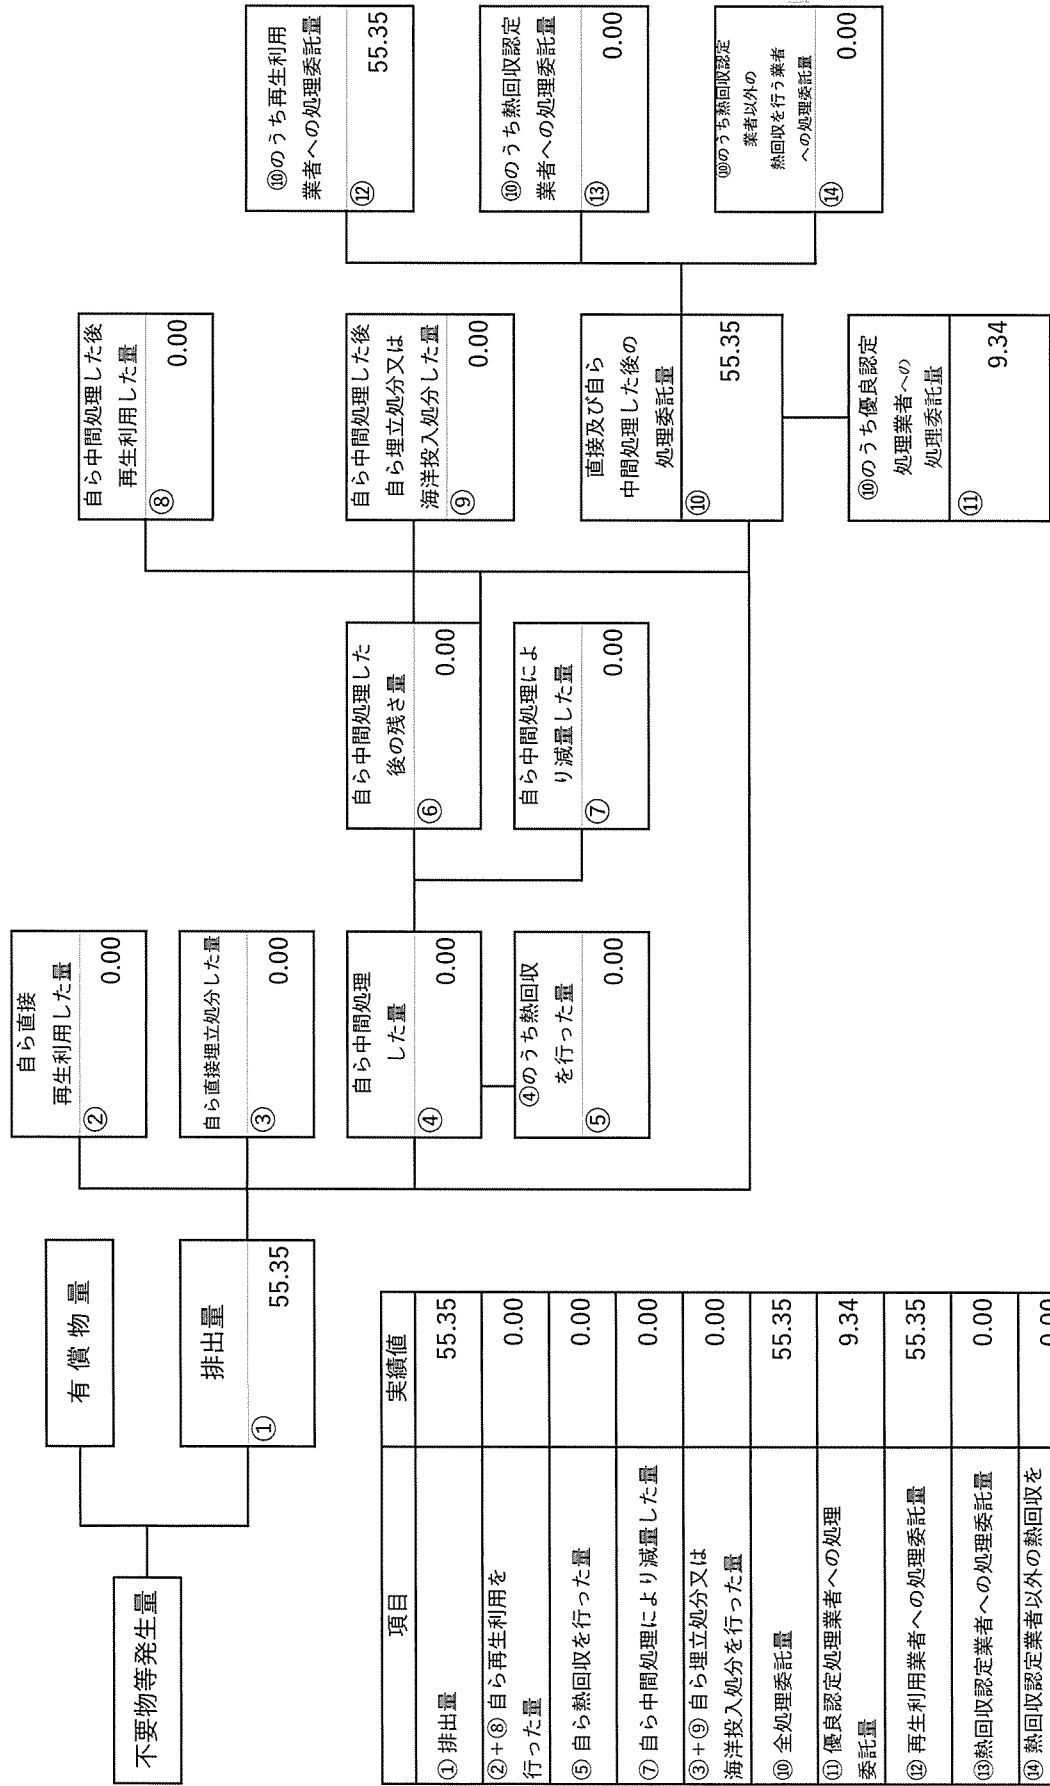 不要物等発生量
有償物量
排出量
① 55.35
自ら直接
再生利用した量
② 0.00
自ら直接埋立処分した量
③ 0.00
自ら中間処理
した量
④ 0.00
④のうち熱回収
を行った量
⑤ 0.00
自ら中間処理した
後の残さ量
⑥ 0.00
自ら中間処理によ
り減量した量
⑦ 0.00
自ら中間処理した後
再生利用した量
⑧ 0.00
自ら中間処理した後
自ら埋立処分又は
海洋投入処分した量
⑨ 0.00
直接及び自ら
中間処理した後の
処理委託量
⑩ 55.35
⑩のうち優良認定
処理業者への
処理委託量
⑪ 9.34
⑩のうち再生利用
業者への処理委託量
⑫ 55.35
⑩のうち熱回収認定
業者への処理委託量
⑬ 0.00
⑩のうち熱回収認定
業者以外の
熱回収を行う業者
への処理委託量
⑭ 0.00
項目 実績値
① 排出量 55.35
②+⑧ 自ら再生利用を
行った量 0.00
⑤ 自ら熱回収を行った量 0.00
⑦ 自ら中間処理により減量した量 0.00
③+⑨ 自ら埋立処分又は
海洋投入処分を行った量 0.00
⑩ 全処理委託量 55.35
⑪ 優良認定処理業者への処理
委託量 9.34
⑫ 再生利用業者への処理委託量 55.35
⑬熱回収認定業者への処理委託量 0.00
⑭ 熱回収認定業者以外の熱回収を 0.00